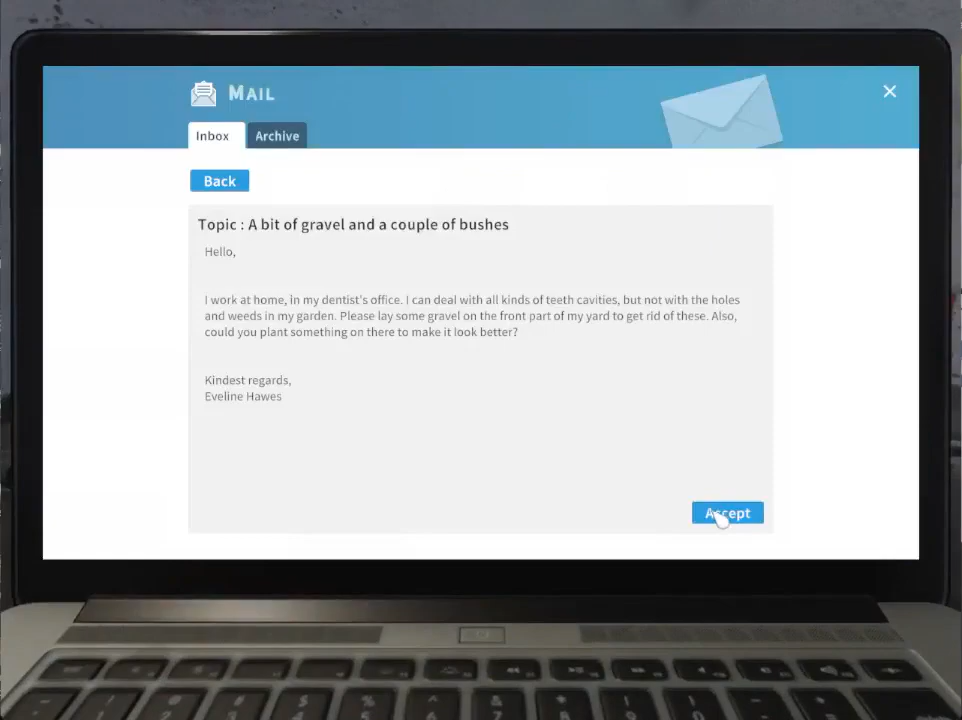 MAIL
Inbox
Archive
Back
Topic : A bit of gravel and a couple of bushes
Hello,
I work at home, in my dentist's office. I can deal with all kinds of teeth cavities, but not with the holes
and weeds in my garden. Please lay some gravel on the front part of my yard to get rid of these. Also,
could you plant something on there to make it look better?
Kindest regards,
Eveline Hawes
Accept